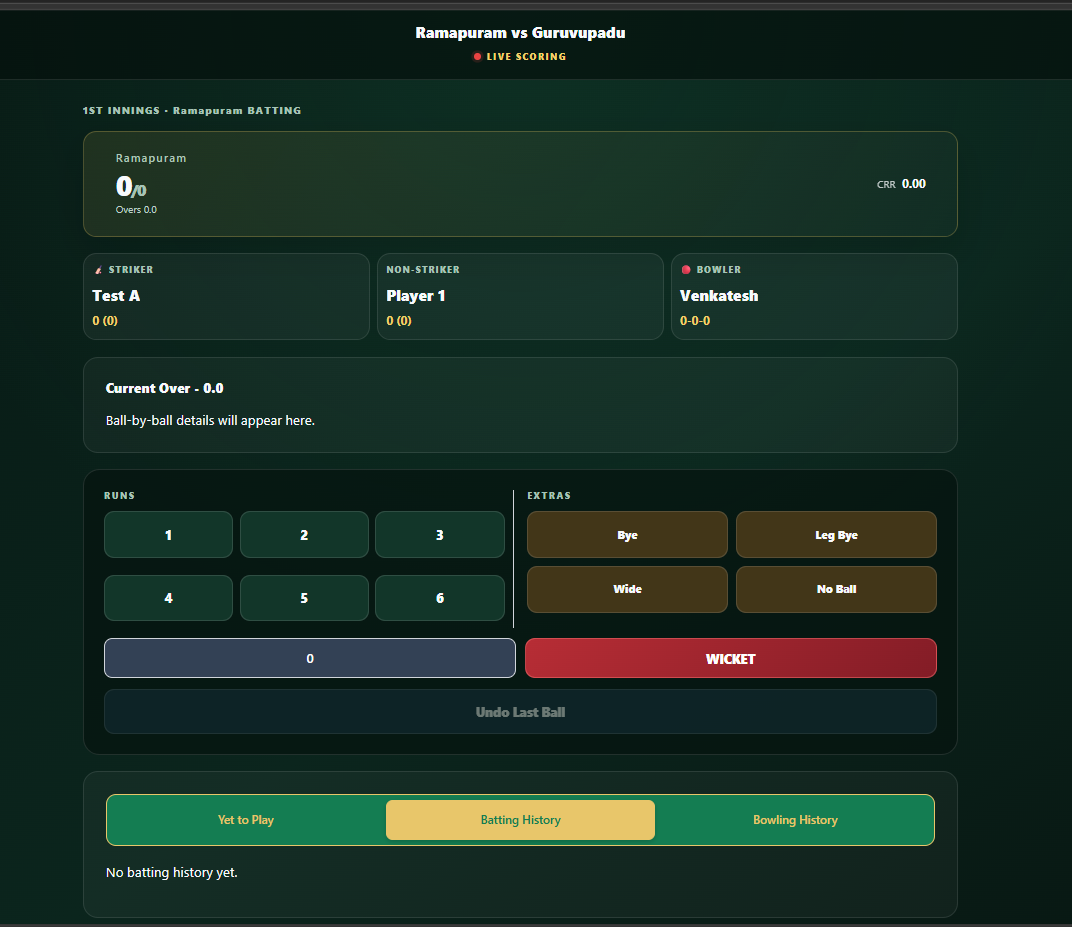 Ramapuram vs Guruvupadu
LIVE SCORING
1ST INNINGS - Ramapuram BATTING
Ramapuram
0/0
Overs 0.0
CRR 0.00
STRIKER
Test A
0 (0)
NON-STRIKER
Player 1
0 (0)
BOWLER
Venkatesh
0-0-0
Current Over - 0.0
Ball-by-ball details will appear here.
RUNS
1 2 3
4 5 6
EXTRAS
Bye Leg Bye
Wide No Ball
0 WICKET
Undo Last Ball
Yet to Play Batting History Bowling History
No batting history yet.